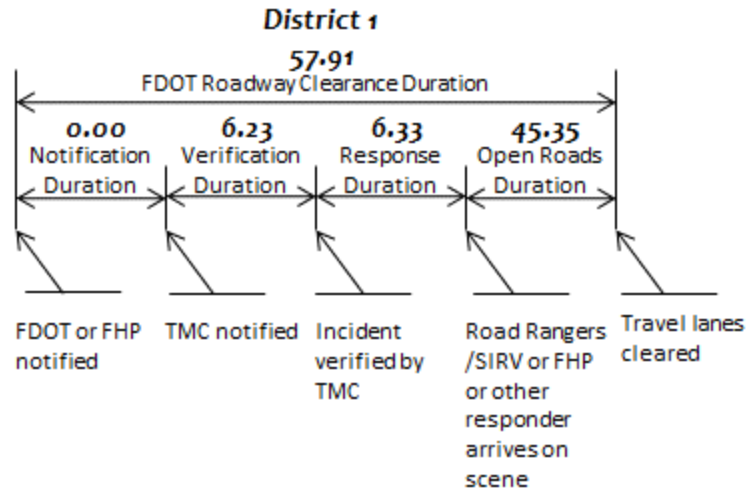 District 1
57.91
FDOT Roadway Clearance Duration
0.00 6.23 6.33 45.35
Notification Verification Response Open Roads
Duration Duration Duration Duration
FDOT or FHP
notified
TMC notified
Incident
verified by
TMC
Road Rangers
/SIRV or FHP
or other
responder
arrives on
scene
Travel lanes
cleared